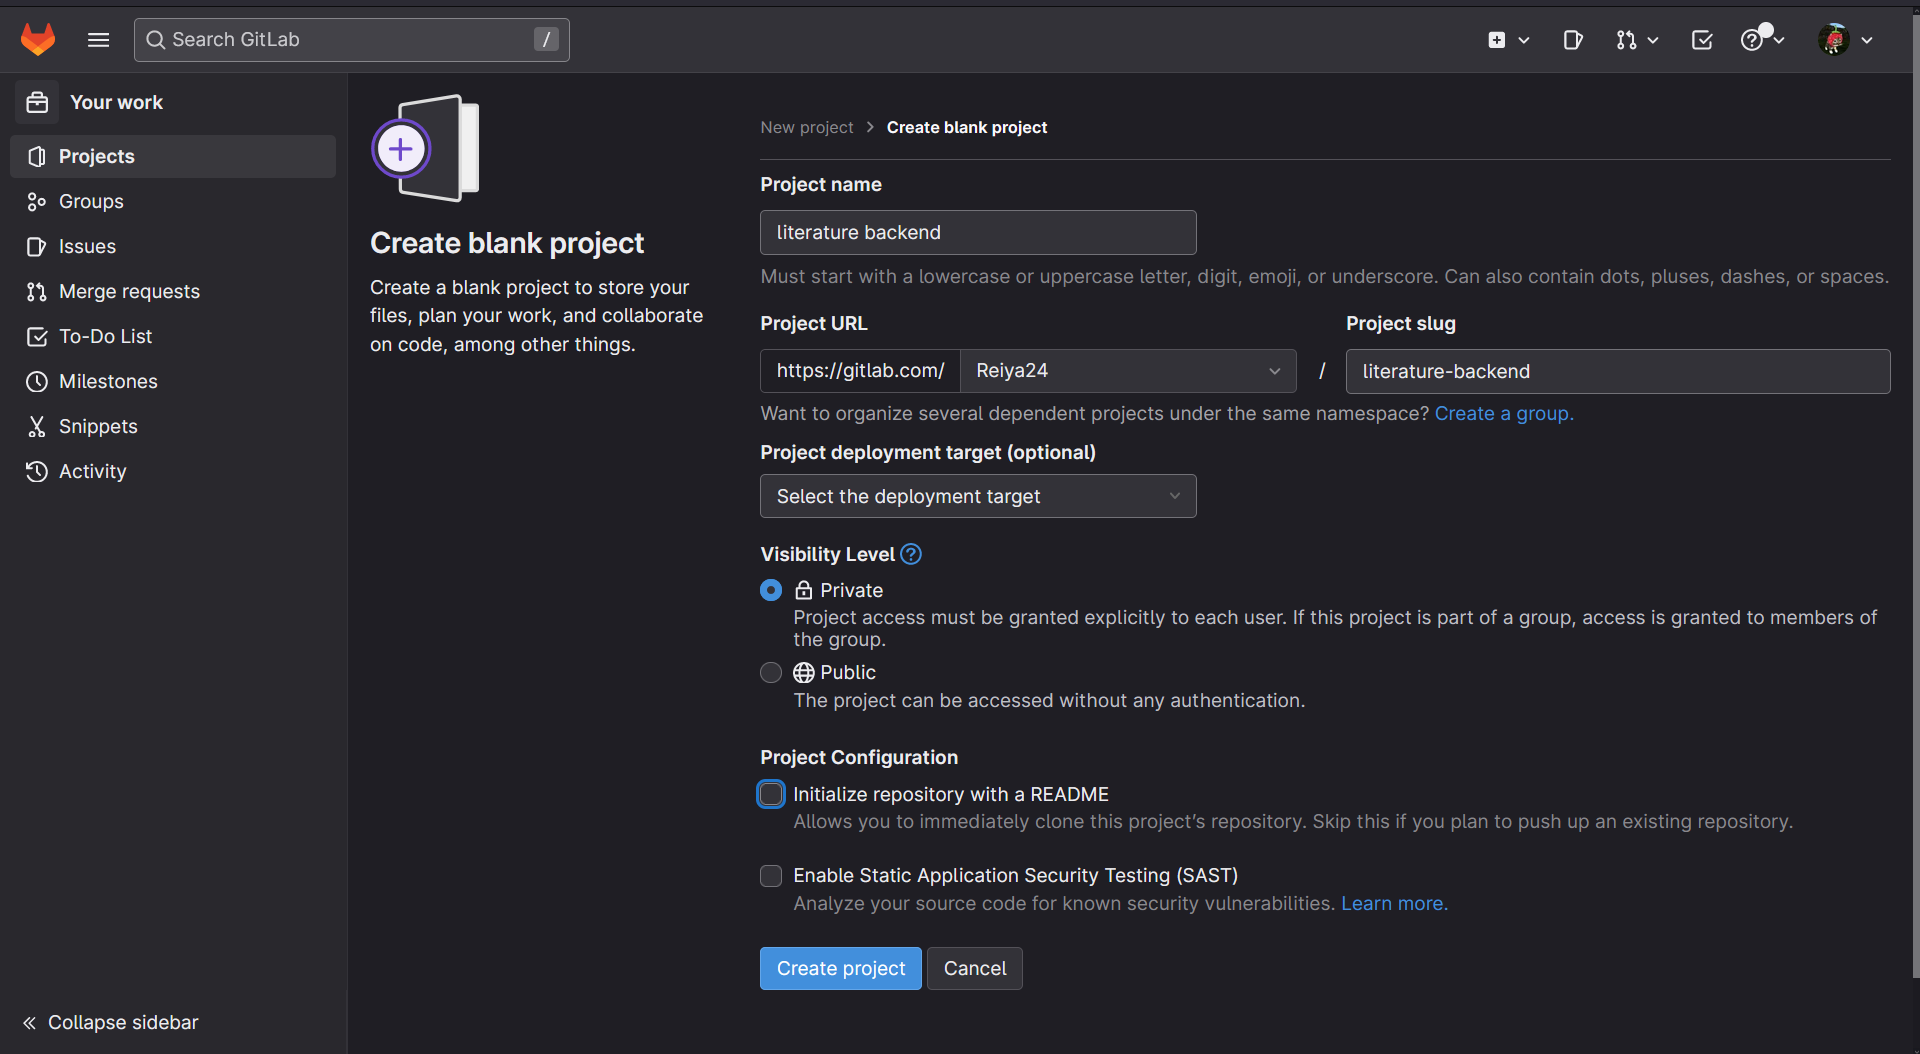 Search GitLab
/
Your work
Projects
Groups
Issues
Merge requests
To-Do List
Milestones
Snippets
Activity
Collapse sidebar
Create blank project
Create a blank project to store your
files, plan your work, and collaborate
on code, among other things.
New project > Create blank project
Project name
literature backend
Must start with a lowercase or uppercase letter, digit, emoji, or underscore. Can also contain dots, pluses, dashes, or spaces.
Project URL
Project slug
https://gitlab.com/ Reiya24 / literature-backend
Want to organize several dependent projects under the same namespace? Create a group.
Project deployment target (optional)
Select the deployment target
Visibility Level
Private
Project access must be granted explicitly to each user. If this project is part of a group, access is granted to members of
the group.
Public
The project can be accessed without any authentication.
Project Configuration
Initialize repository with a README
Allows you to immediately clone this project’s repository. Skip this if you plan to push up an existing repository.
Enable Static Application Security Testing (SAST)
Analyze your source code for known security vulnerabilities. Learn more.
Create project
Cancel